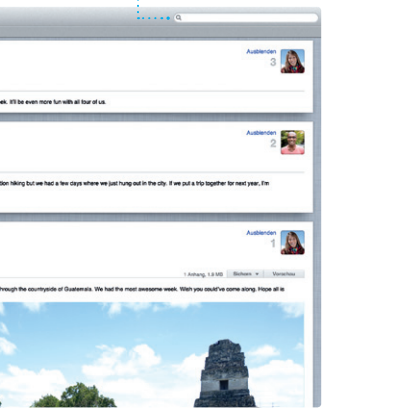 Ausblenden
3
ek. It'll be even more fun with all four of us.
Ausblenden
2
tion hiking but we had a few days where we just hung out in the city. If we put a trip together for next year, I'm
Ausblenden
1
1 Anhang, 1,9 MB Sichern Vorschau
through the countryside of Guatemala. We had the most awesome week. Wish you could've come along. Hope all is